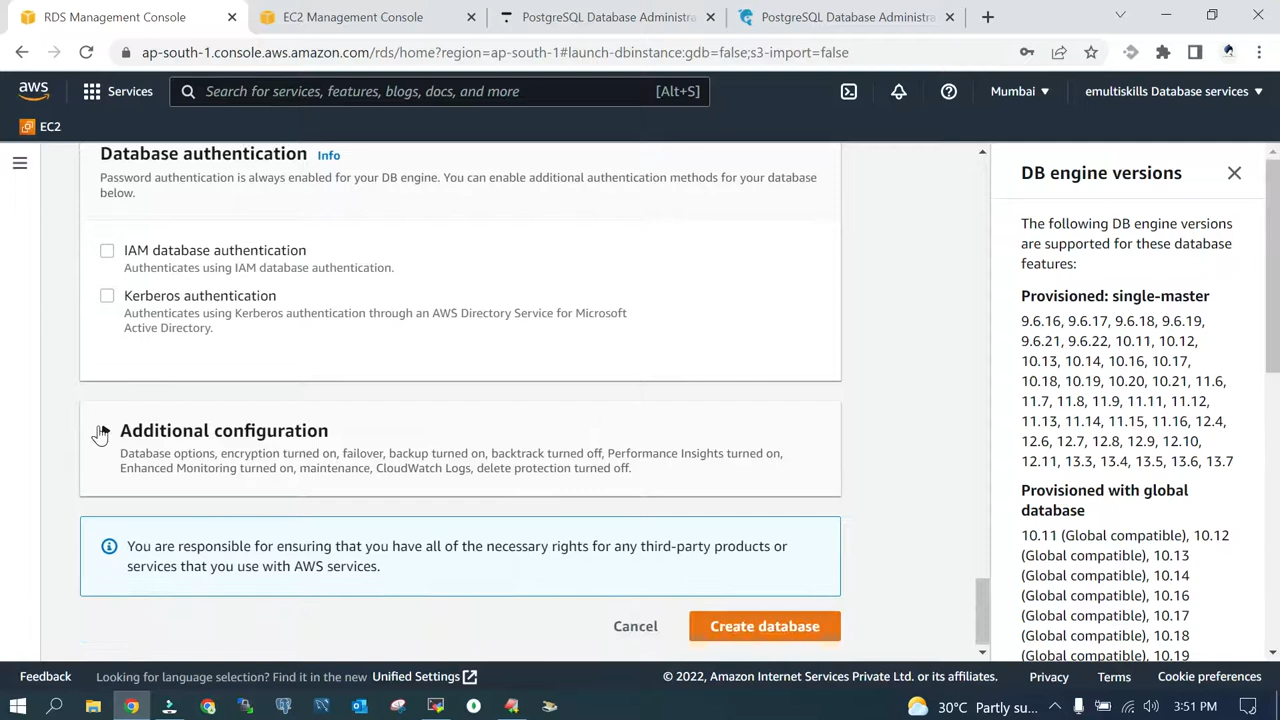 RDS Management Console
EC2 Management Console
PostgreSQL Database Administra
PostgreSQL Database Administra
ap-south-1.console.aws.amazon.com/rds/home?region=ap-south-1#launch-dbinstance:gdb=false;s3-import=false
aws
Services
Search for services, features, blogs, docs, and more
[Alt+S]
Mumbai
emultiskills Database services
EC2
Database authentication Info
Password authentication is always enabled for your DB engine. You can enable additional authentication methods for your database
below.
IAM database authentication
Authenticates using IAM database authentication.
Kerberos authentication
Authenticates using Kerberos authentication through an AWS Directory Service for Microsoft
Active Directory.
Additional configuration
Database options, encryption turned on, failover, backup turned on, backtrack turned off, Performance Insights turned on,
Enhanced Monitoring turned on, maintenance, CloudWatch Logs, delete protection turned off.
You are responsible for ensuring that you have all of the necessary rights for any third-party products or
services that you use with AWS services.
Cancel
Create database
DB engine versions
The following DB engine versions
are supported for these database
features:
Provisioned: single-master
9.6.16, 9.6.17, 9.6.18, 9.6.19,
9.6.21, 9.6.22, 10.11, 10.12,
10.13, 10.14, 10.16, 10.17,
10.18, 10.19, 10.20, 10.21, 11.6,
11.7, 11.8, 11.9, 11.11, 11.12,
11.13, 11.14, 11.15, 11.16, 12.4,
12.6, 12.7, 12.8, 12.9, 12.10,
12.11, 13.3, 13.4, 13.5, 13.6, 13.7
Provisioned with global
database
10.11 (Global compatible), 10.12
(Global compatible), 10.13
(Global compatible), 10.14
(Global compatible), 10.16
(Global compatible), 10.17
(Global compatible), 10.18
(Global compatible), 10.19
Feedback
Looking for language selection? Find it in the new Unified Settings
© 2022, Amazon Internet Services Private Ltd. or its affiliates.
Privacy
Terms
Cookie preferences
30°C Partly su...
3:51 PM